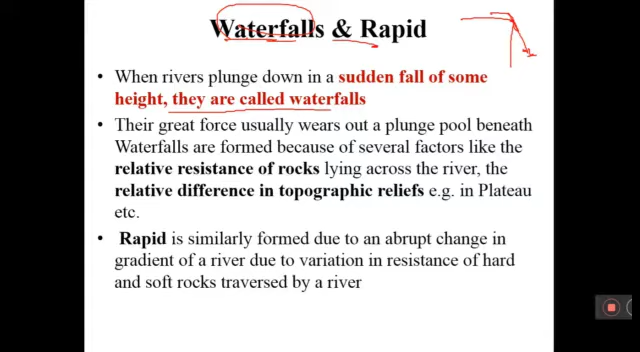 Waterfalls & Rapid
• When rivers plunge down in a sudden fall of some
height, they are called waterfalls
• Their great force usually wears out a plunge pool beneath
Waterfalls are formed because of several factors like the
relative resistance of rocks lying across the river, the
relative difference in topographic reliefs e.g. in Plateau
etc.
• Rapid is similarly formed due to an abrupt change in
gradient of a river due to variation in resistance of hard
and soft rocks traversed by a river